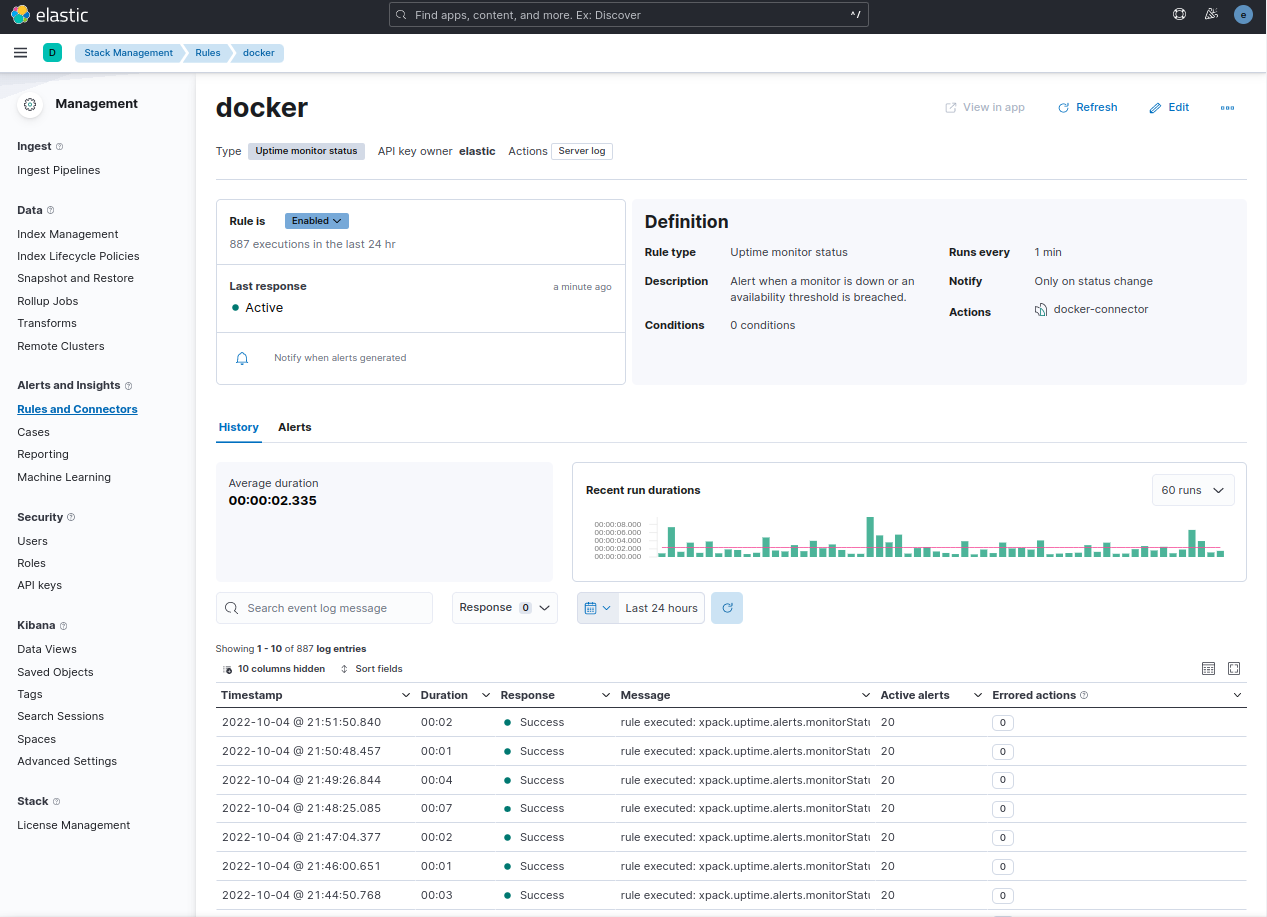 elastic
Find apps, content, and more. Ex: Discover
^/
e
D
Stack Management
Rules
docker
Management
Ingest
Ingest Pipelines
Data
Index Management
Index Lifecycle Policies
Snapshot and Restore
Rollup Jobs
Transforms
Remote Clusters
Alerts and Insights
Rules and Connectors
Cases
Reporting
Machine Learning
Security
Users
Roles
API keys
Kibana
Data Views
Saved Objects
Tags
Search Sessions
Spaces
Advanced Settings
Stack
License Management
docker
View in app
Refresh
Edit
Type Uptime monitor status API key owner elastic Actions Server log
Rule is Enabled
887 executions in the last 24 hr
Last response a minute ago
Active
Notify when alerts generated
Definition
Rule type Uptime monitor status
Description Alert when a monitor is down or an
availability threshold is breached.
Conditions 0 conditions
Runs every 1 min
Notify Only on status change
Actions docker-connector
History Alerts
Average duration
00:00:02.335
Recent run durations
60 runs
00:00:08.000
00:00:06.000
00:00:04.000
00:00:02.000
00:00:00.000
Search event log message
Response 0
Last 24 hours
Showing 1 - 10 of 887 log entries
10 columns hidden Sort fields
Timestamp Duration Response Message Active alerts Errored actions
2022-10-04 @ 21:51:50.840 00:02 Success rule executed: xpack.uptime.alerts.monitorStatu 20 0
2022-10-04 @ 21:50:48.457 00:01 Success rule executed: xpack.uptime.alerts.monitorStatu 20 0
2022-10-04 @ 21:49:26.844 00:04 Success rule executed: xpack.uptime.alerts.monitorStatu 20 0
2022-10-04 @ 21:48:25.085 00:07 Success rule executed: xpack.uptime.alerts.monitorStatu 20 0
2022-10-04 @ 21:47:04.377 00:02 Success rule executed: xpack.uptime.alerts.monitorStatu 20 0
2022-10-04 @ 21:46:00.651 00:01 Success rule executed: xpack.uptime.alerts.monitorStatu 20 0
2022-10-04 @ 21:44:50.768 00:03 Success rule executed: xpack.uptime.alerts.monitorStatu 20 0